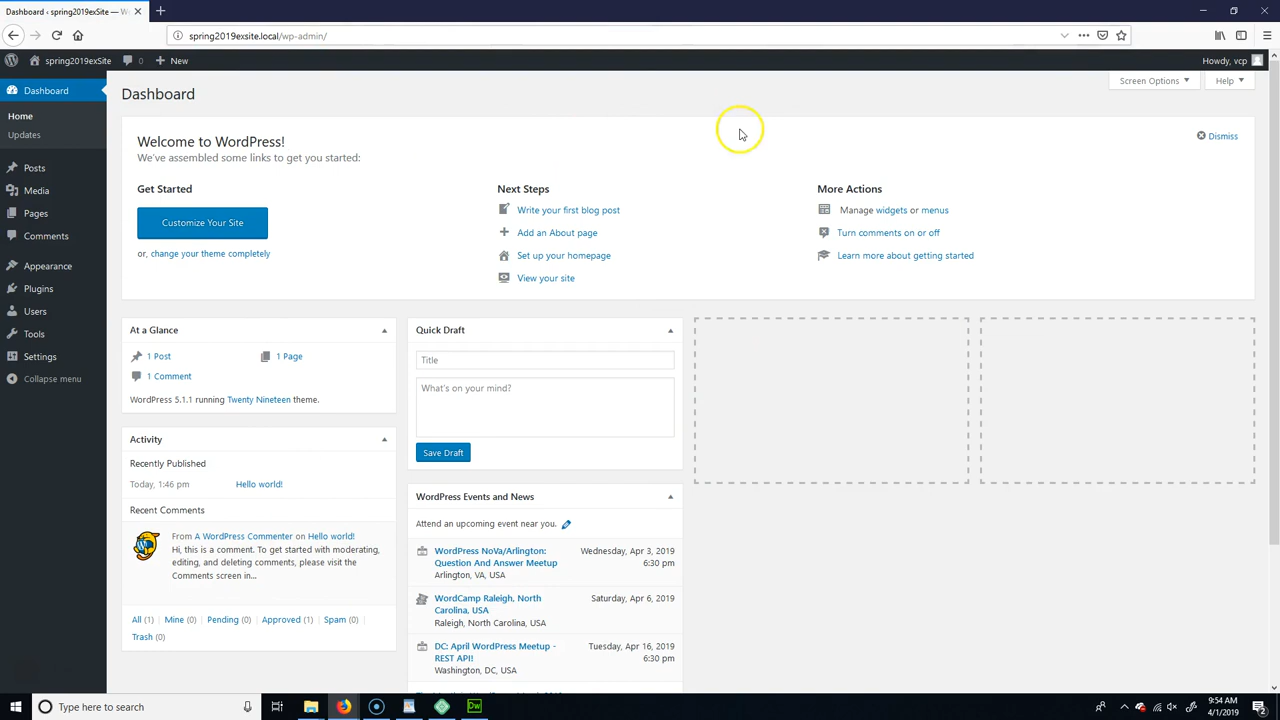 Dashboard ‹ spring2019exSite — W
spring2019exsite.local/wp-admin/
spring2019exSite 0 New Howdy, vcp
Dashboard
Home
Updates
Posts
Media
Pages
Comments
Appearance
Plugins
Users
Tools
Settings
Collapse menu
Screen Options Help
Dashboard
Welcome to WordPress!
We've assembled some links to get you started:
Dismiss
Get Started
Customize Your Site
or, change your theme completely
Next Steps
Write your first blog post
Add an About page
Set up your homepage
View your site
More Actions
Manage widgets or menus
Turn comments on or off
Learn more about getting started
At a Glance
1 Post 1 Page
1 Comment
WordPress 5.1.1 running Twenty Nineteen theme.
Activity
Recently Published
Today, 1:46 pm Hello world!
Recent Comments
From A WordPress Commenter on Hello world!
Hi, this is a comment. To get started with moderating,
editing, and deleting comments, please visit the
Comments screen in...
All (1) Mine (0) Pending (0) Approved (1) Spam (0)
Trash (0)
Quick Draft
Title
What's on your mind?
Save Draft
WordPress Events and News
Attend an upcoming event near you.
WordPress NoVa/Arlington: Wednesday, Apr 3, 2019
Question And Answer Meetup 6:30 pm
Arlington, VA, USA
WordCamp Raleigh, North Saturday, Apr 6, 2019
Carolina, USA
Raleigh, North Carolina, USA
DC: April WordPress Meetup - Tuesday, Apr 16, 2019
REST API! 6:30 pm
Washington, DC, USA
Type here to search
Dw
9:54 AM
4/1/2019
2